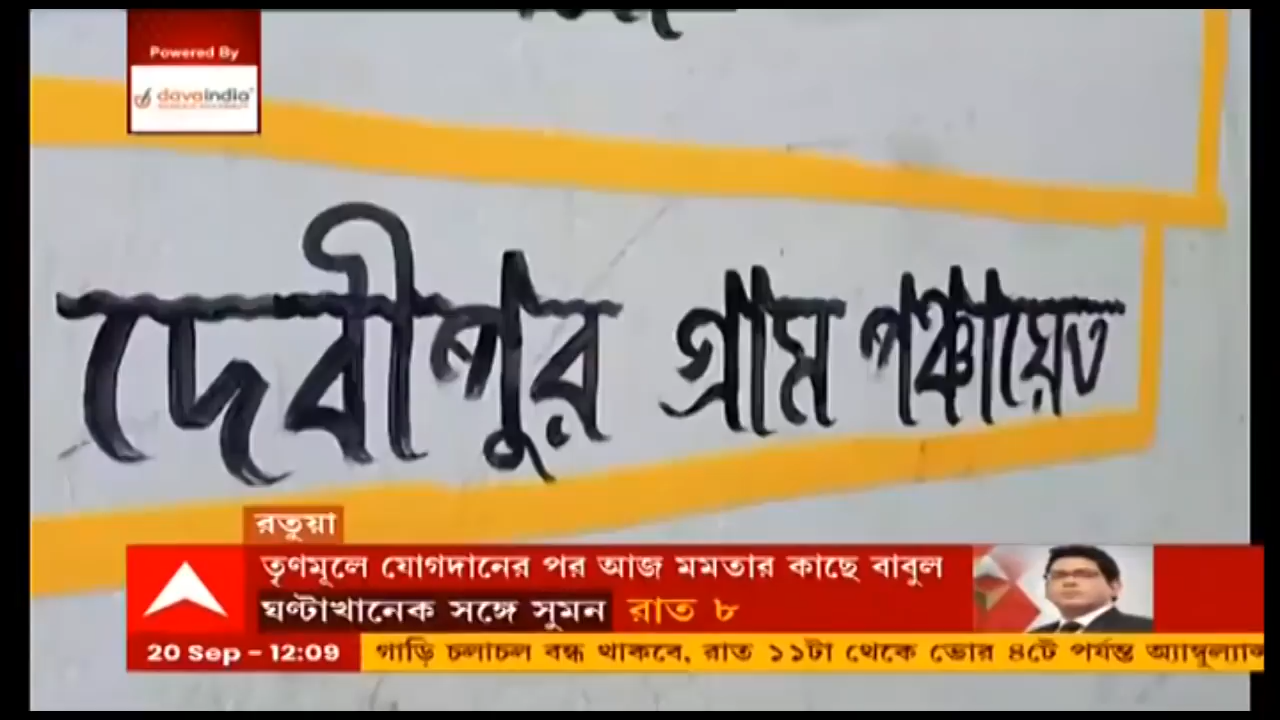 Powered By
davaindia
দেবীপুর গ্রাম পঞ্চায়েত
রতুয়া
তৃণমূলে যোগদানের পর আজ মমতার কাছে বাবুল
ঘণ্টাখানেক সঙ্গে সুমন রাত ৮
20 Sep - 12:09 গাড়ি চলাচল বন্ধ থাকবে, রাত ১১টা থেকে ভোর ৪টে পর্যন্ত অ্যাম্বুল্যান্স